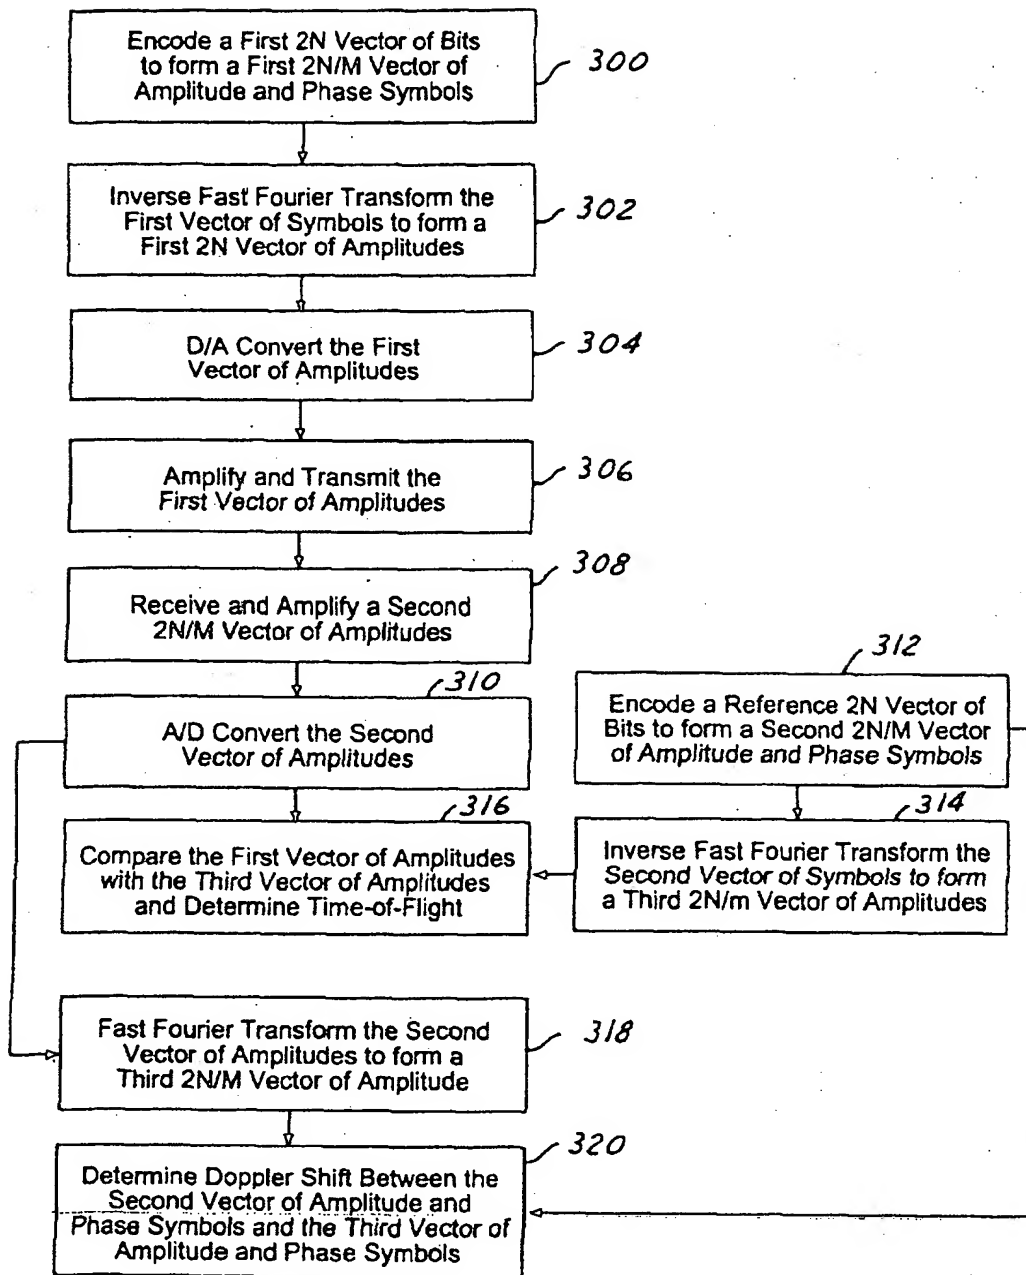 Encode a First 2N Vector of Bits
to form a First 2N/M Vector of
Amplitude and Phase Symbols
300
Inverse Fast Fourier Transform the
First Vector of Symbols to form a
First 2N Vector of Amplitudes
302
D/A Convert the First
Vector of Amplitudes
304
Amplify and Transmit the
First Vector of Amplitudes
306
308
Receive and Amplify a Second
2N/M Vector of Amplitudes
310
A/D Convert the Second
Vector of Amplitudes
312
Encode a Reference 2N Vector of
Bits to form a Second 2N/M Vector
of Amplitude and Phase Symbols
316
Compare the First Vector of Amplitudes
with the Third Vector of Amplitudes
and Determine Time-of-Flight
314
Inverse Fast Fourier Transform the
Second Vector of Symbols to form
a Third 2N/m Vector of Amplitudes
Fast Fourier Transform the Second
Vector of Amplitudes to form a
Third 2N/M Vector of Amplitude
318
320
Determine Doppler Shift Between the
Second Vector of Amplitude and
Phase Symbols and the Third Vector of
Amplitude and Phase Symbols